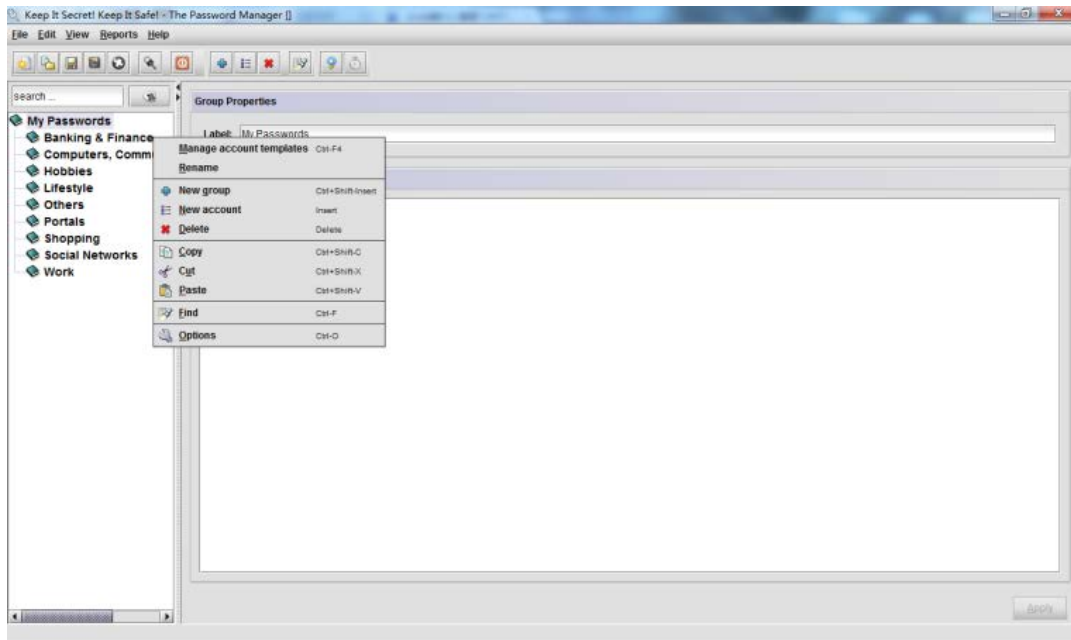 Keep It Secret! Keep It Safe! - The Password Manager []
File Edit View Reports Help
search ...
Group Properties
Label: My Passwords
My Passwords
Banking & Finance
Computers, Comm
Hobbies
Lifestyle
Others
Portals
Shopping
Social Networks
Work
Manage account templates Ctrl-F4
Rename
New group Ctrl+Shift-Insert
New account Insert
Delete Delete
Copy Ctrl+Shift-C
Cut Ctrl+Shift-X
Paste Ctrl+Shift-V
Find Ctrl-F
Options Ctrl-O
Apply